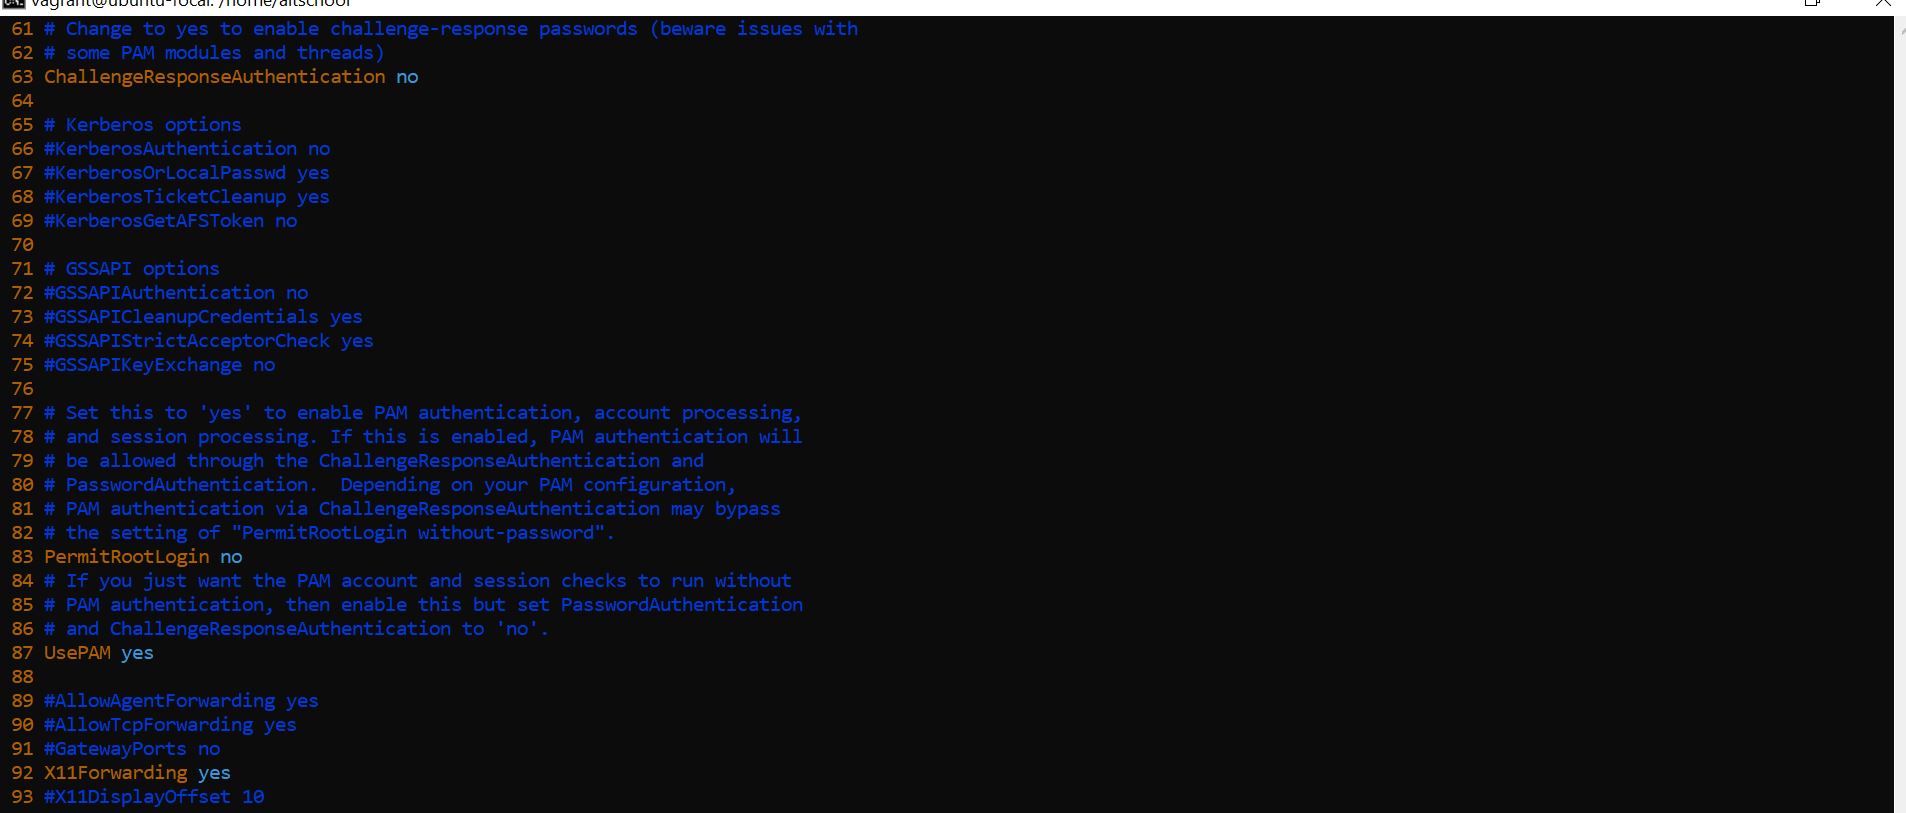 vagrant@ubuntu-focal: /home/altschool
61 # Change to yes to enable challenge-response passwords (beware issues with
62 # some PAM modules and threads)
63 ChallengeResponseAuthentication no
64
65 # Kerberos options
66 #KerberosAuthentication no
67 #KerberosOrLocalPasswd yes
68 #KerberosTicketCleanup yes
69 #KerberosGetAFSToken no
70
71 # GSSAPI options
72 #GSSAPIAuthentication no
73 #GSSAPICleanupCredentials yes
74 #GSSAPIStrictAcceptorCheck yes
75 #GSSAPIKeyExchange no
76
77 # Set this to 'yes' to enable PAM authentication, account processing,
78 # and session processing. If this is enabled, PAM authentication will
79 # be allowed through the ChallengeResponseAuthentication and
80 # PasswordAuthentication.  Depending on your PAM configuration,
81 # PAM authentication via ChallengeResponseAuthentication may bypass
82 # the setting of "PermitRootLogin without-password".
83 PermitRootLogin no
84 # If you just want the PAM account and session checks to run without
85 # PAM authentication, then enable this but set PasswordAuthentication
86 # and ChallengeResponseAuthentication to 'no'.
87 UsePAM yes
88
89 #AllowAgentForwarding yes
90 #AllowTcpForwarding yes
91 #GatewayPorts no
92 X11Forwarding yes
93 #X11DisplayOffset 10